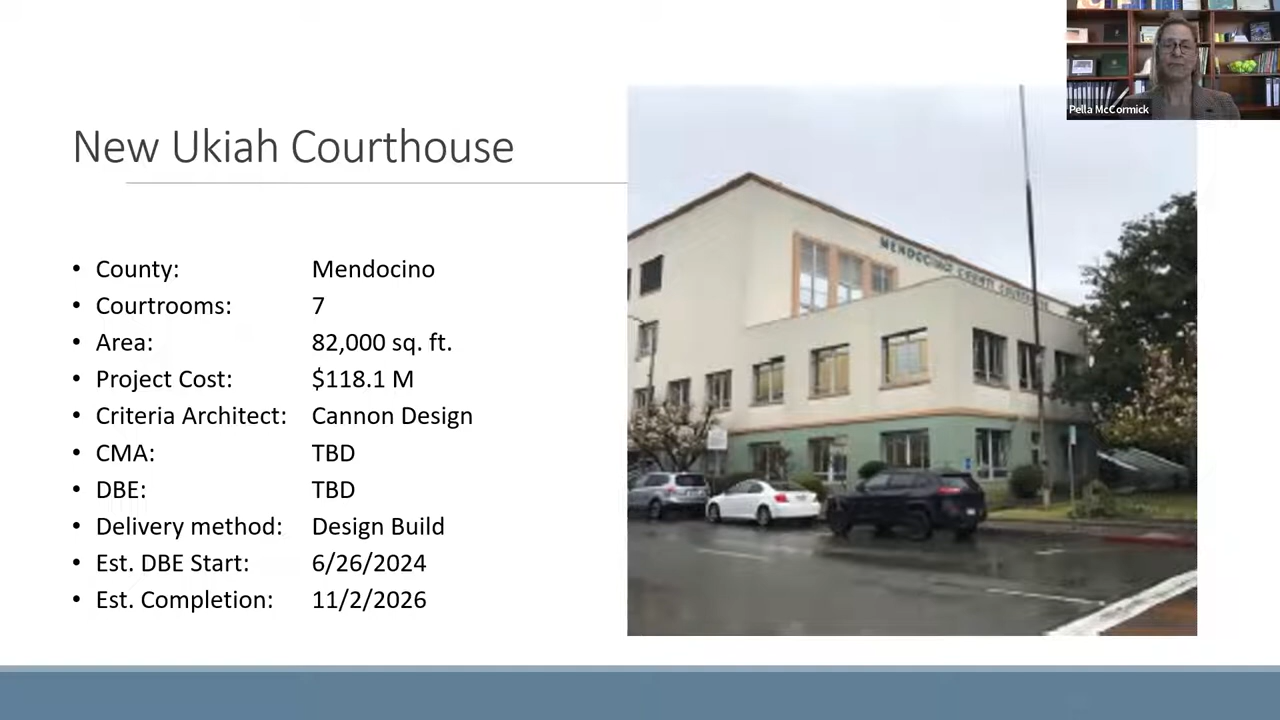 Pella McCormick
New Ukiah Courthouse
MENDOCINO COUNTY COURTHOUSE
• County: Mendocino
• Courtrooms: 7
• Area: 82,000 sq. ft.
• Project Cost: $118.1 M
• Criteria Architect: Cannon Design
• CMA: TBD
• DBE: TBD
• Delivery method: Design Build
• Est. DBE Start: 6/26/2024
• Est. Completion: 11/2/2026